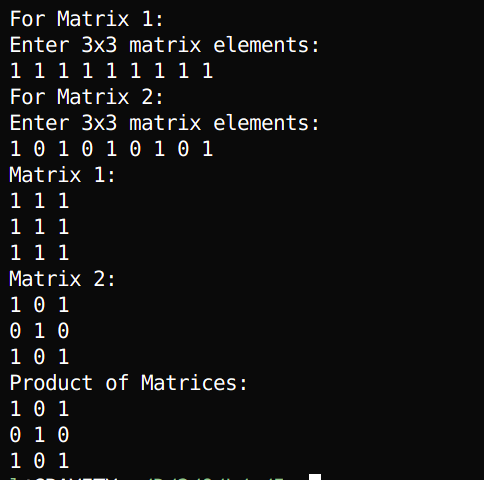 For Matrix 1:
Enter 3x3 matrix elements:
1 1 1 1 1 1 1 1 1
For Matrix 2:
Enter 3x3 matrix elements:
1 0 1 0 1 0 1 0 1
Matrix 1:
1 1 1
1 1 1
1 1 1
Matrix 2:
1 0 1
0 1 0
1 0 1
Product of Matrices:
1 0 1
0 1 0
1 0 1